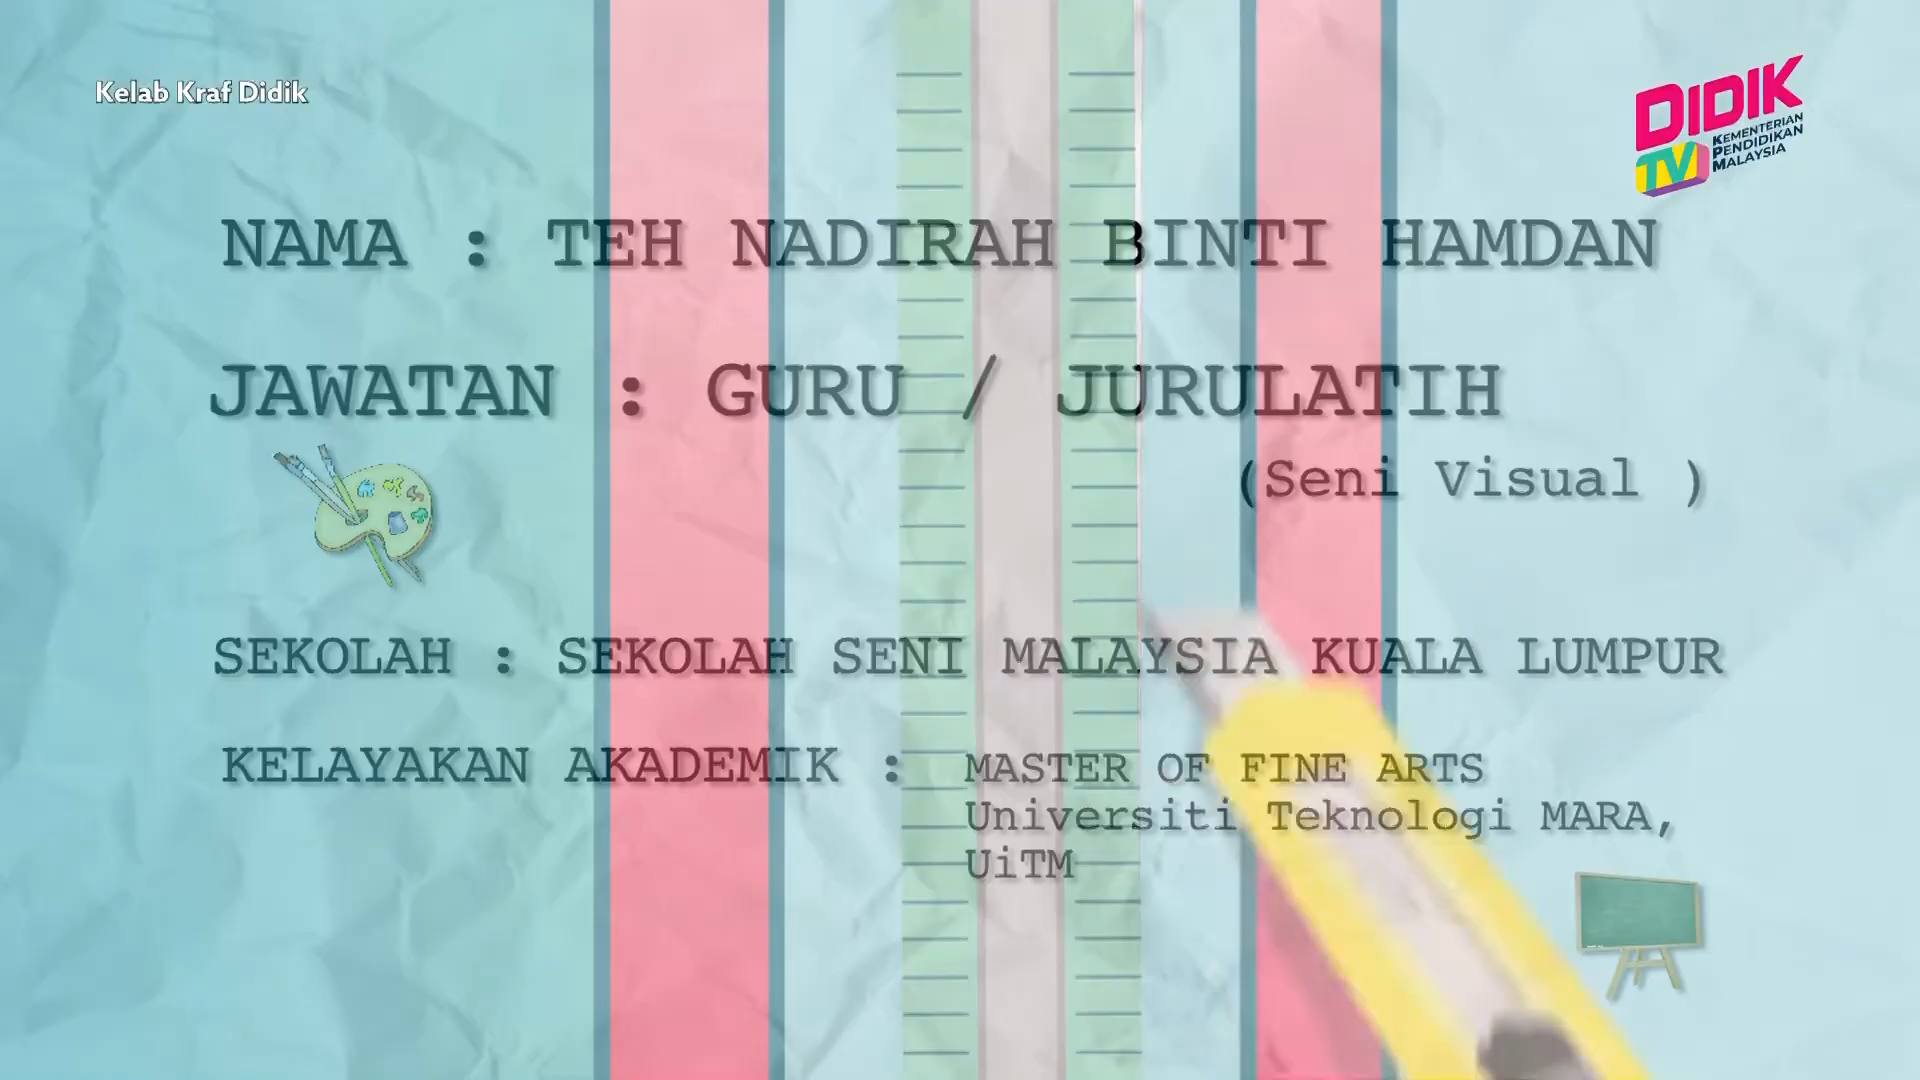 Kelab Kraf Didik
DIDIK
TV
KEMENTERIAN
PENDIDIKAN
MALAYSIA
NAMA : TEH NADIRAH BINTI HAMDAN
JAWATAN : GURU / JURULATIH
(Seni Visual )
SEKOLAH : SEKOLAH SENI MALAYSIA KUALA LUMPUR
KELAYAKAN AKADEMIK : MASTER OF FINE ARTS
Universiti Teknologi MARA,
UiTM